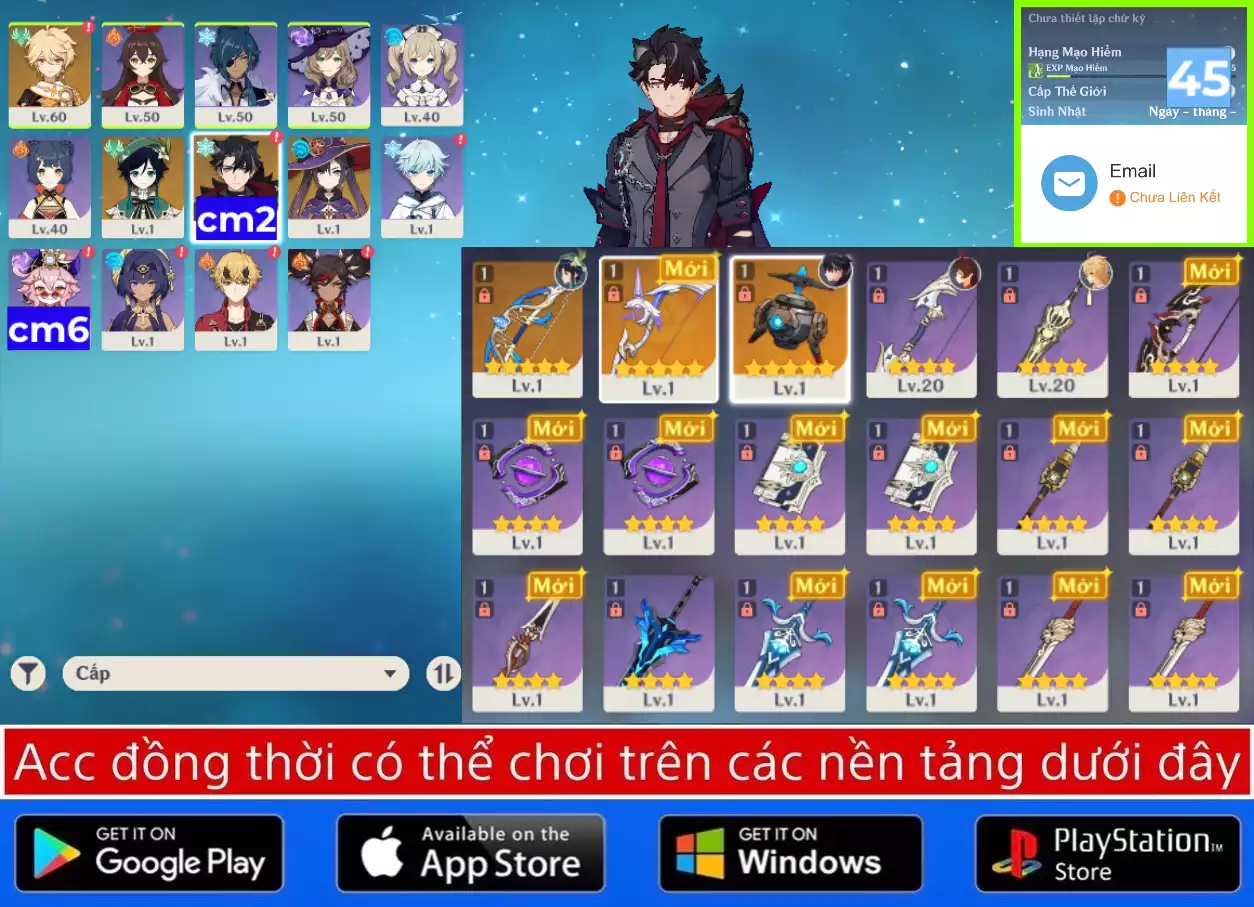 Lv.60
Lv.50
Lv.50
Lv.50
Lv.40
Lv.40
Lv.1
cm2
Lv.1
Lv.1
cm6
Lv.1
Lv.1
Lv.1
Cấp
Chưa thiết lập chữ ký
Hạng Mạo Hiểm
EXP Mạo Hiểm
45
5
Cấp Thế Giới
Sinh Nhật
Ngày – tháng –
Email
! Chưa Liên Kết
1
Lv.1
1 Mới
Lv.1
1
Lv.1
1
Lv.20
1
Lv.20
1 Mới
Lv.1
1 Mới
Lv.1
1 Mới
Lv.1
1 Mới
Lv.1
1 Mới
Lv.1
1 Mới
Lv.1
1 Mới
Lv.1
1 Mới
Lv.1
1
Lv.1
1 Mới
Lv.1
1 Mới
Lv.1
1 Mới
Lv.1
1 Mới
Lv.1
Acc đồng thời có thể chơi trên các nền tảng dưới đây
GET IT ON
Google Play
Available on the
App Store
GET IT ON
Windows
PlayStation™
Store